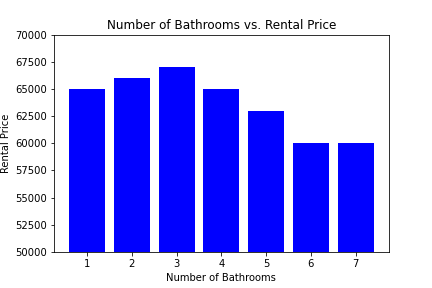 Number of Bathrooms vs. Rental Price
70000
67500
65000
62500
60000
57500
55000
52500
50000
Rental Price
1 2 3 4 5 6 7
Number of Bathrooms